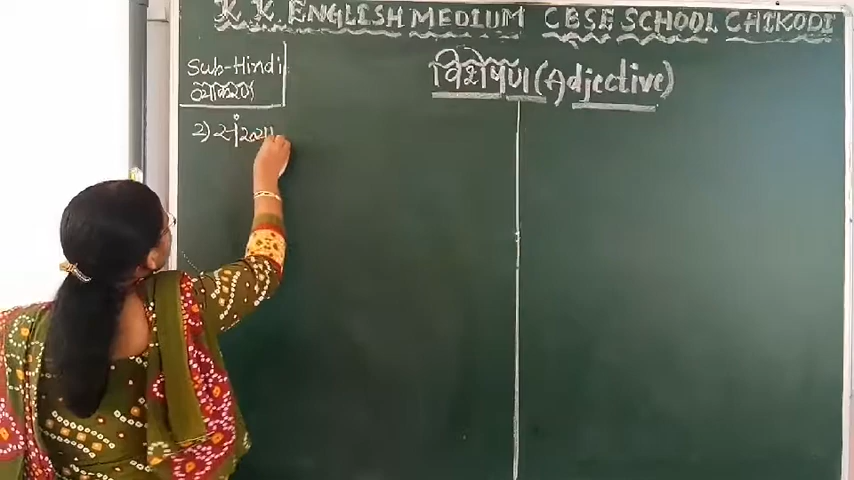 K.K. ENGLISH MEDIUM CBSE SCHOOL CHIKODI
Sub-Hindi
व्याकरण
विशेषण (Adjective)
2) संख्या